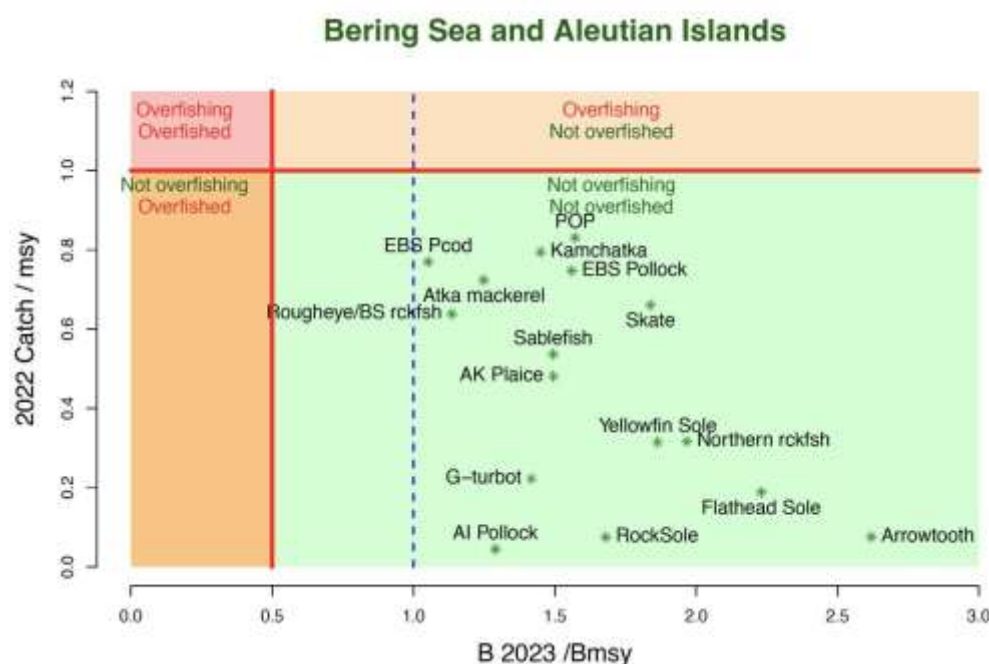 Bering Sea and Aleutian Islands
1.2
Overfishing
Overfished
Overfishing
Not overfished
1.0
Not overfishing
Overfished
Not overfishing
Not overfished
POP
0.8
EBS Pcod
Kamchatka
EBS Pollock
Atka mackerel
Rougheye/BS rckfsh
Skate
0.6
Sablefish
AK Plaice
0.4
Yellowfin Sole
Northern rckfsh
G-turbot
0.2
Flathead Sole
AI Pollock
RockSole
Arrowtooth
0.0
2022 Catch / msy
0.0 0.5 1.0 1.5 2.0 2.5 3.0
B 2023 /Bmsy